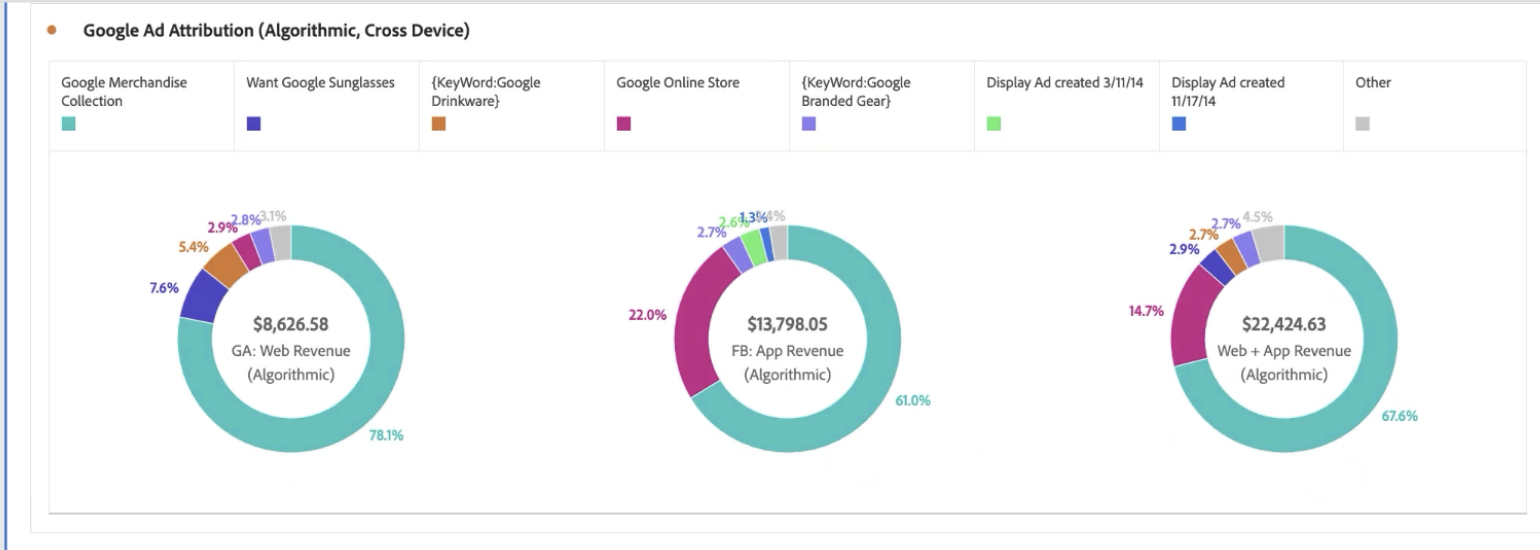 Google Ad Attribution (Algorithmic, Cross Device)
Google Merchandise
Collection
Want Google Sunglasses
{KeyWord:Google
Drinkware}
Google Online Store
{KeyWord:Google
Branded Gear}
Display Ad created 3/11/14
Display Ad created
11/17/14
Other
3.1%
2.8%
2.9%
5.4%
7.6%
$8,626.58
GA: Web Revenue
(Algorithmic)
78.1%
1.3%
2.6%
2.7%
22.0%
$13,798.05
FB: App Revenue
(Algorithmic)
61.0%
4.5%
2.7%
2.7%
2.9%
14.7%
$22,424.63
Web + App Revenue
(Algorithmic)
67.6%